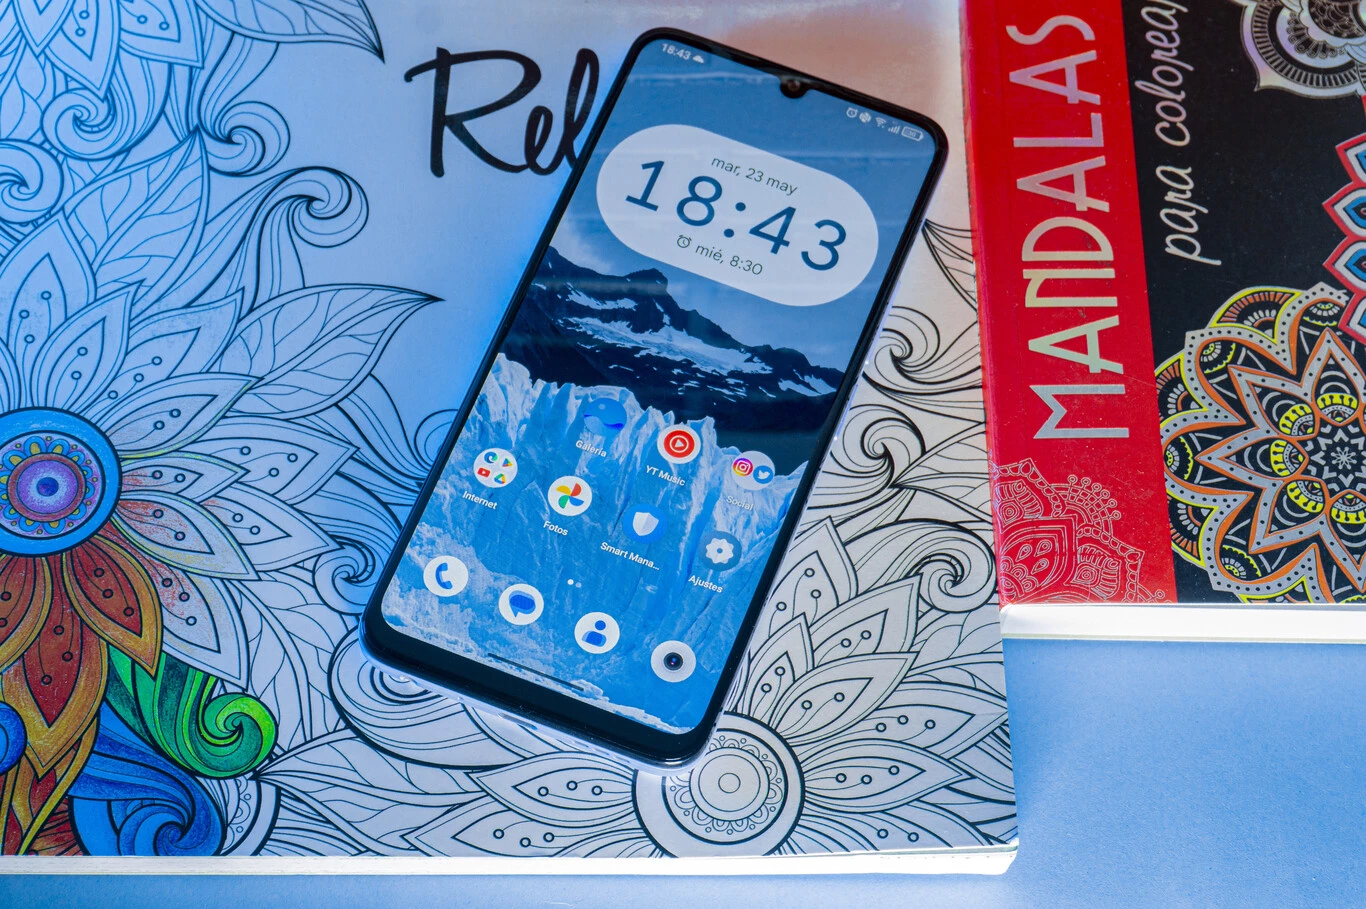 Rel
18:43
mar, 23 may
18:43
mié, 8:30
Galería
YT Music
Social
Internet
Fotos
Smart Mana...
Ajustes
MANDALAS
para colorear